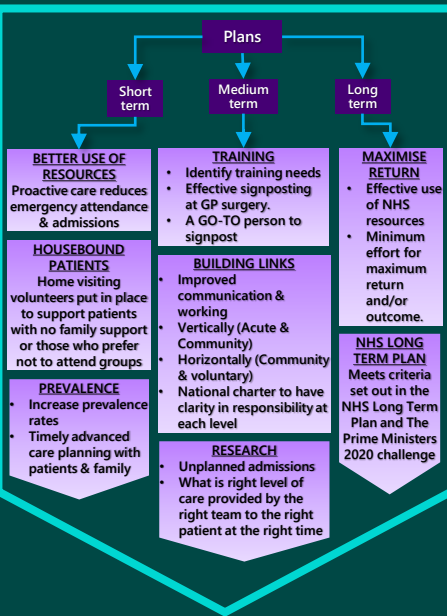 Plans
Short
term
Medium
term
Long
term
BETTER USE OF
RESOURCES
Proactive care reduces
emergency attendance
& admissions
HOUSEBOUND
PATIENTS
Home visiting
volunteers put in place
to support patients
with no family support
or those who prefer
not to attend groups
PREVALENCE
• Increase prevalence
rates
• Timely advanced
care planning with
patients & family
TRAINING
• Identify training needs
• Effective signposting
at GP surgery.
• A GO-TO person to
signpost
BUILDING LINKS
• Improved
communication &
working
• Vertically (Acute &
Community)
• Horizontally (Community
& voluntary)
• National charter to have
clarity in responsibility at
each level
RESEARCH
• Unplanned admissions
• What is right level of
care provided by the
right team to the right
patient at the right time
MAXIMISE
RETURN
• Effective use
of NHS
resources
• Minimum
effort for
maximum
return
and/or
outcome.
NHS LONG
TERM PLAN
Meets criteria
set out in the
NHS Long Term
Plan and The
Prime Ministers
2020 challenge